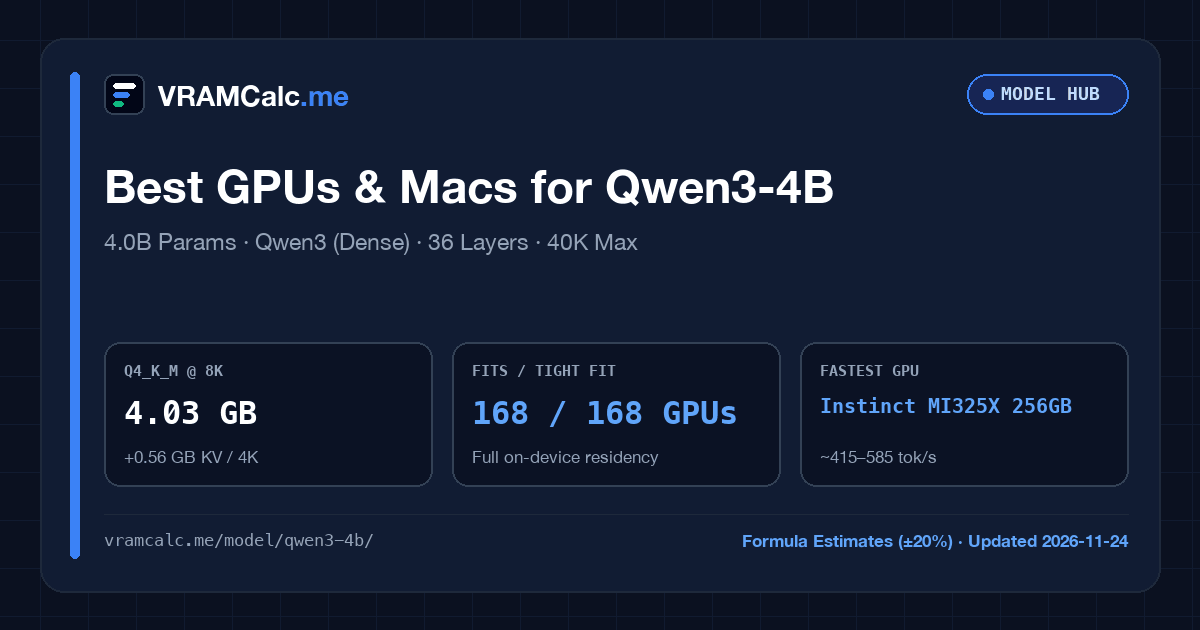 VRAMCalc.me
MODEL HUB
Best GPUs & Macs for Qwen3-4B
4.0B Params · Qwen3 (Dense) · 36 Layers · 40K Max
Q4_K_M @ 8K
4.03 GB
+0.56 GB KV / 4K
FITS / TIGHT FIT
168 / 168 GPUs
Full on-device residency
FASTEST GPU
Instinct MI325X 256GB
~415–585 tok/s
vramcalc.me/model/qwen3-4b/
Formula Estimates (±20%) · Updated 2026-11-24